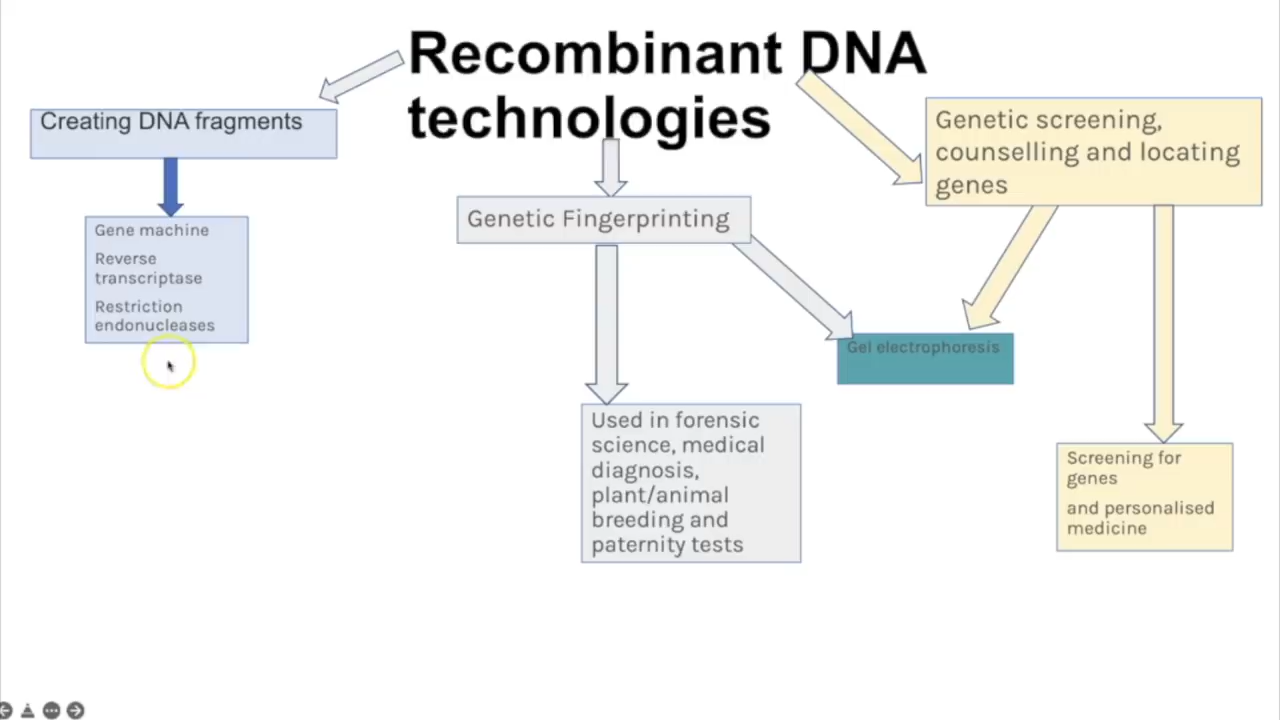 Recombinant DNA
technologies
Creating DNA fragments
Gene machine
Reverse
transcriptase
Restriction
endonucleases
Genetic Fingerprinting
Used in forensic
science, medical
diagnosis,
plant/animal
breeding and
paternity tests
Gel electrophoresis
Genetic screening,
counselling and locating
genes
Screening for
genes
and personalised
medicine